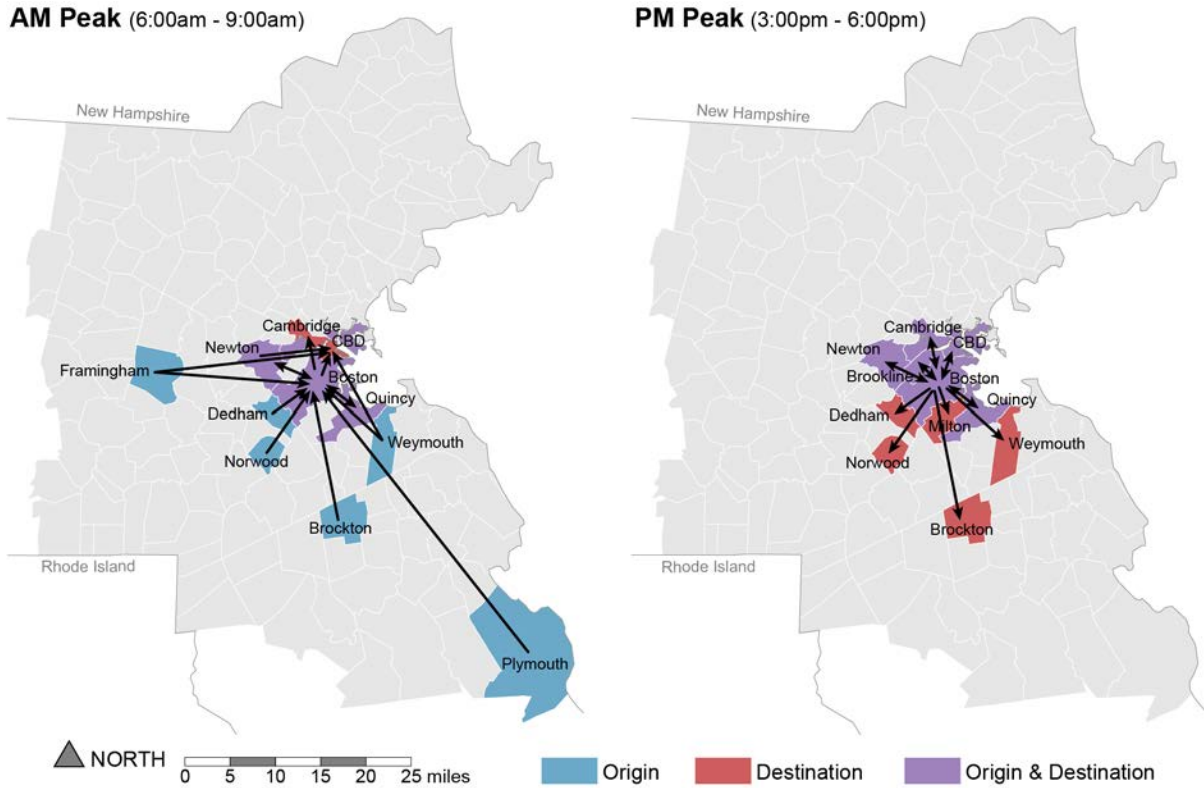 AM Peak (6:00am - 9:00am)
New Hampshire
Cambridge
CBD
Newton
Framingham
Boston
Quincy
Dedham
Weymouth
Norwood
Brockton
Rhode Island
Plymouth
PM Peak (3:00pm - 6:00pm)
New Hampshire
Cambridge
CBD
Newton
Brookline
Boston
Quincy
Dedham
Milton
Weymouth
Norwood
Brockton
Rhode Island
NORTH
0 5 10 15 20 25 miles
Origin
Destination
Origin & Destination